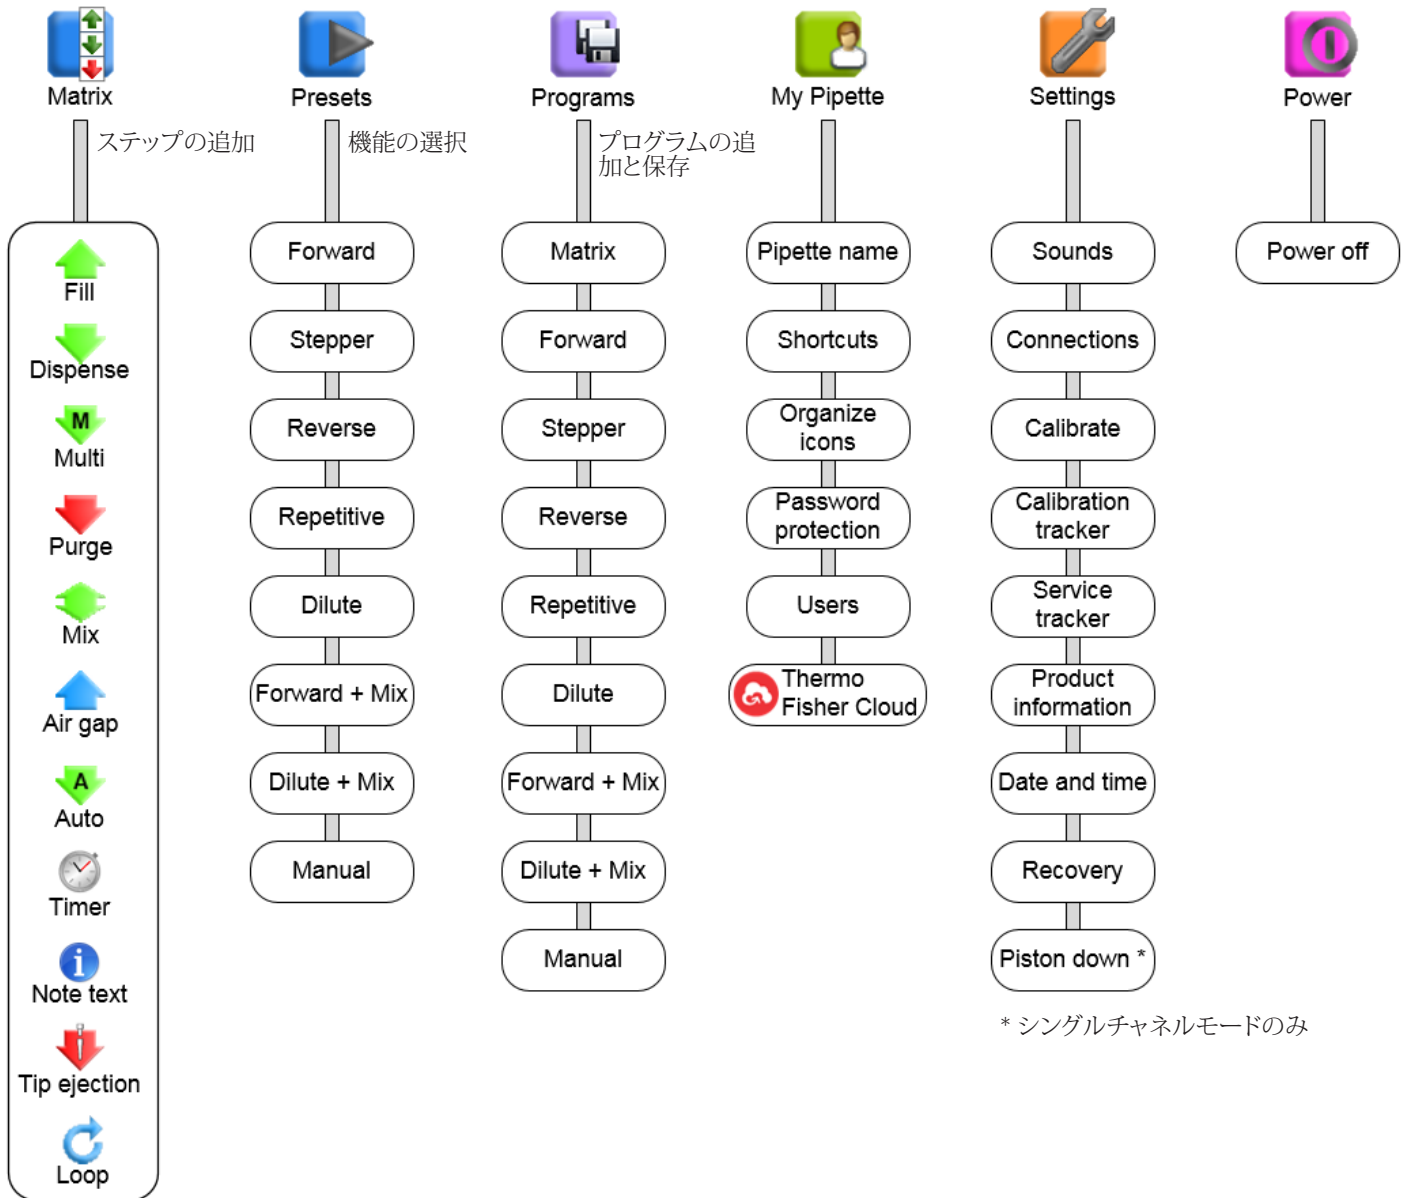 Matrix
Presets
Programs
My Pipette
Settings
Power
ステップの追加
機能の選択
プログラムの追
加と保存
Fill
Dispense
M
Multi
Purge
Mix
Air gap
A
Auto
Timer
i
Note text
Tip ejection
Loop
Forward
Stepper
Reverse
Repetitive
Dilute
Forward + Mix
Dilute + Mix
Manual
Matrix
Forward
Stepper
Reverse
Repetitive
Dilute
Forward + Mix
Dilute + Mix
Manual
Pipette name
Shortcuts
Organize
icons
Password
protection
Users
Thermo
Fisher Cloud
Sounds
Connections
Calibrate
Calibration
tracker
Service
tracker
Product
information
Date and time
Recovery
Piston down *
* シングルチャネルモードのみ
Power off